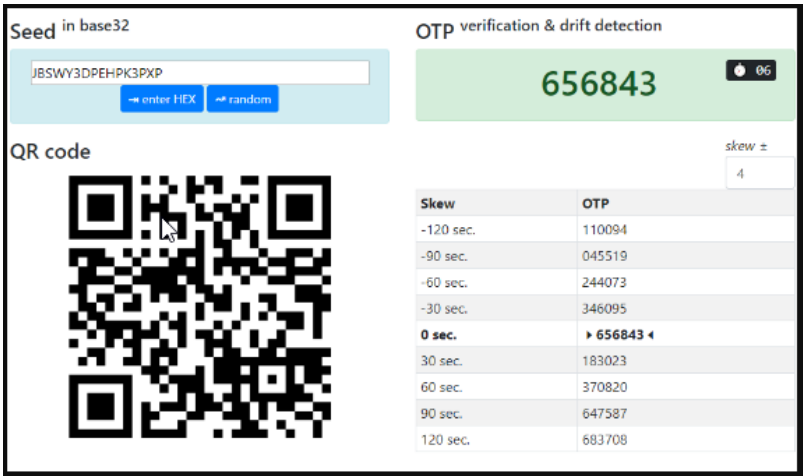 Seed in base32
JBSWY3DPEHPK3PXP
⇥ enter HEX ⤳ random
QR code
OTP verification & drift detection
656843
06
skew ±
4
Skew OTP
-120 sec. 110094
-90 sec. 045519
-60 sec. 244073
-30 sec. 346095
0 sec. ▸ 656843 ◂
30 sec. 183023
60 sec. 370820
90 sec. 647587
120 sec. 683708